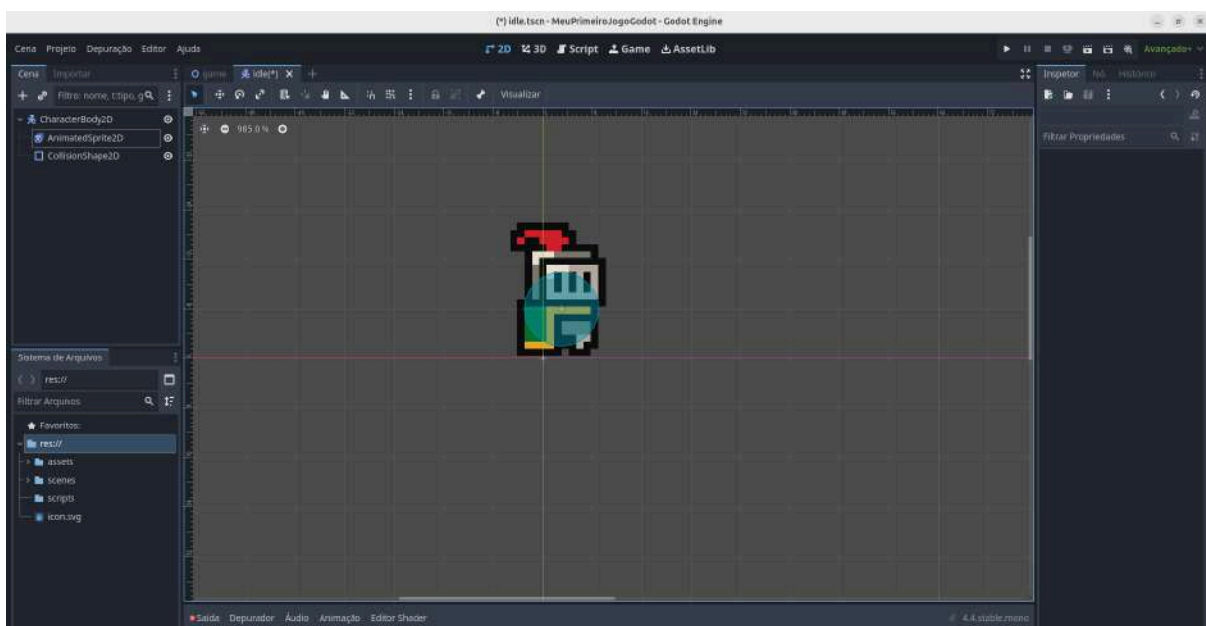 (*) idle.tscn - MeuPrimeiroJogoGodot - Godot Engine
Cena Projeto Depuração Editor Ajuda
2D 3D Script Game AssetLib
Avançado+
Cena Importar
game idle(*)
Inspetor Nó Histórico
Filtro: nome, t:tipo, g
Visualizar
CharacterBody2D
AnimatedSprite2D
CollisionShape2D
985.0 %
Filtrar Propriedades
Sistema de Arquivos
res://
Filtrar Arquivos
Favoritos:
res://
assets
scenes
scripts
icon.svg
Saída Depurador Áudio Animação Editor Shader
4.4.stable.mono